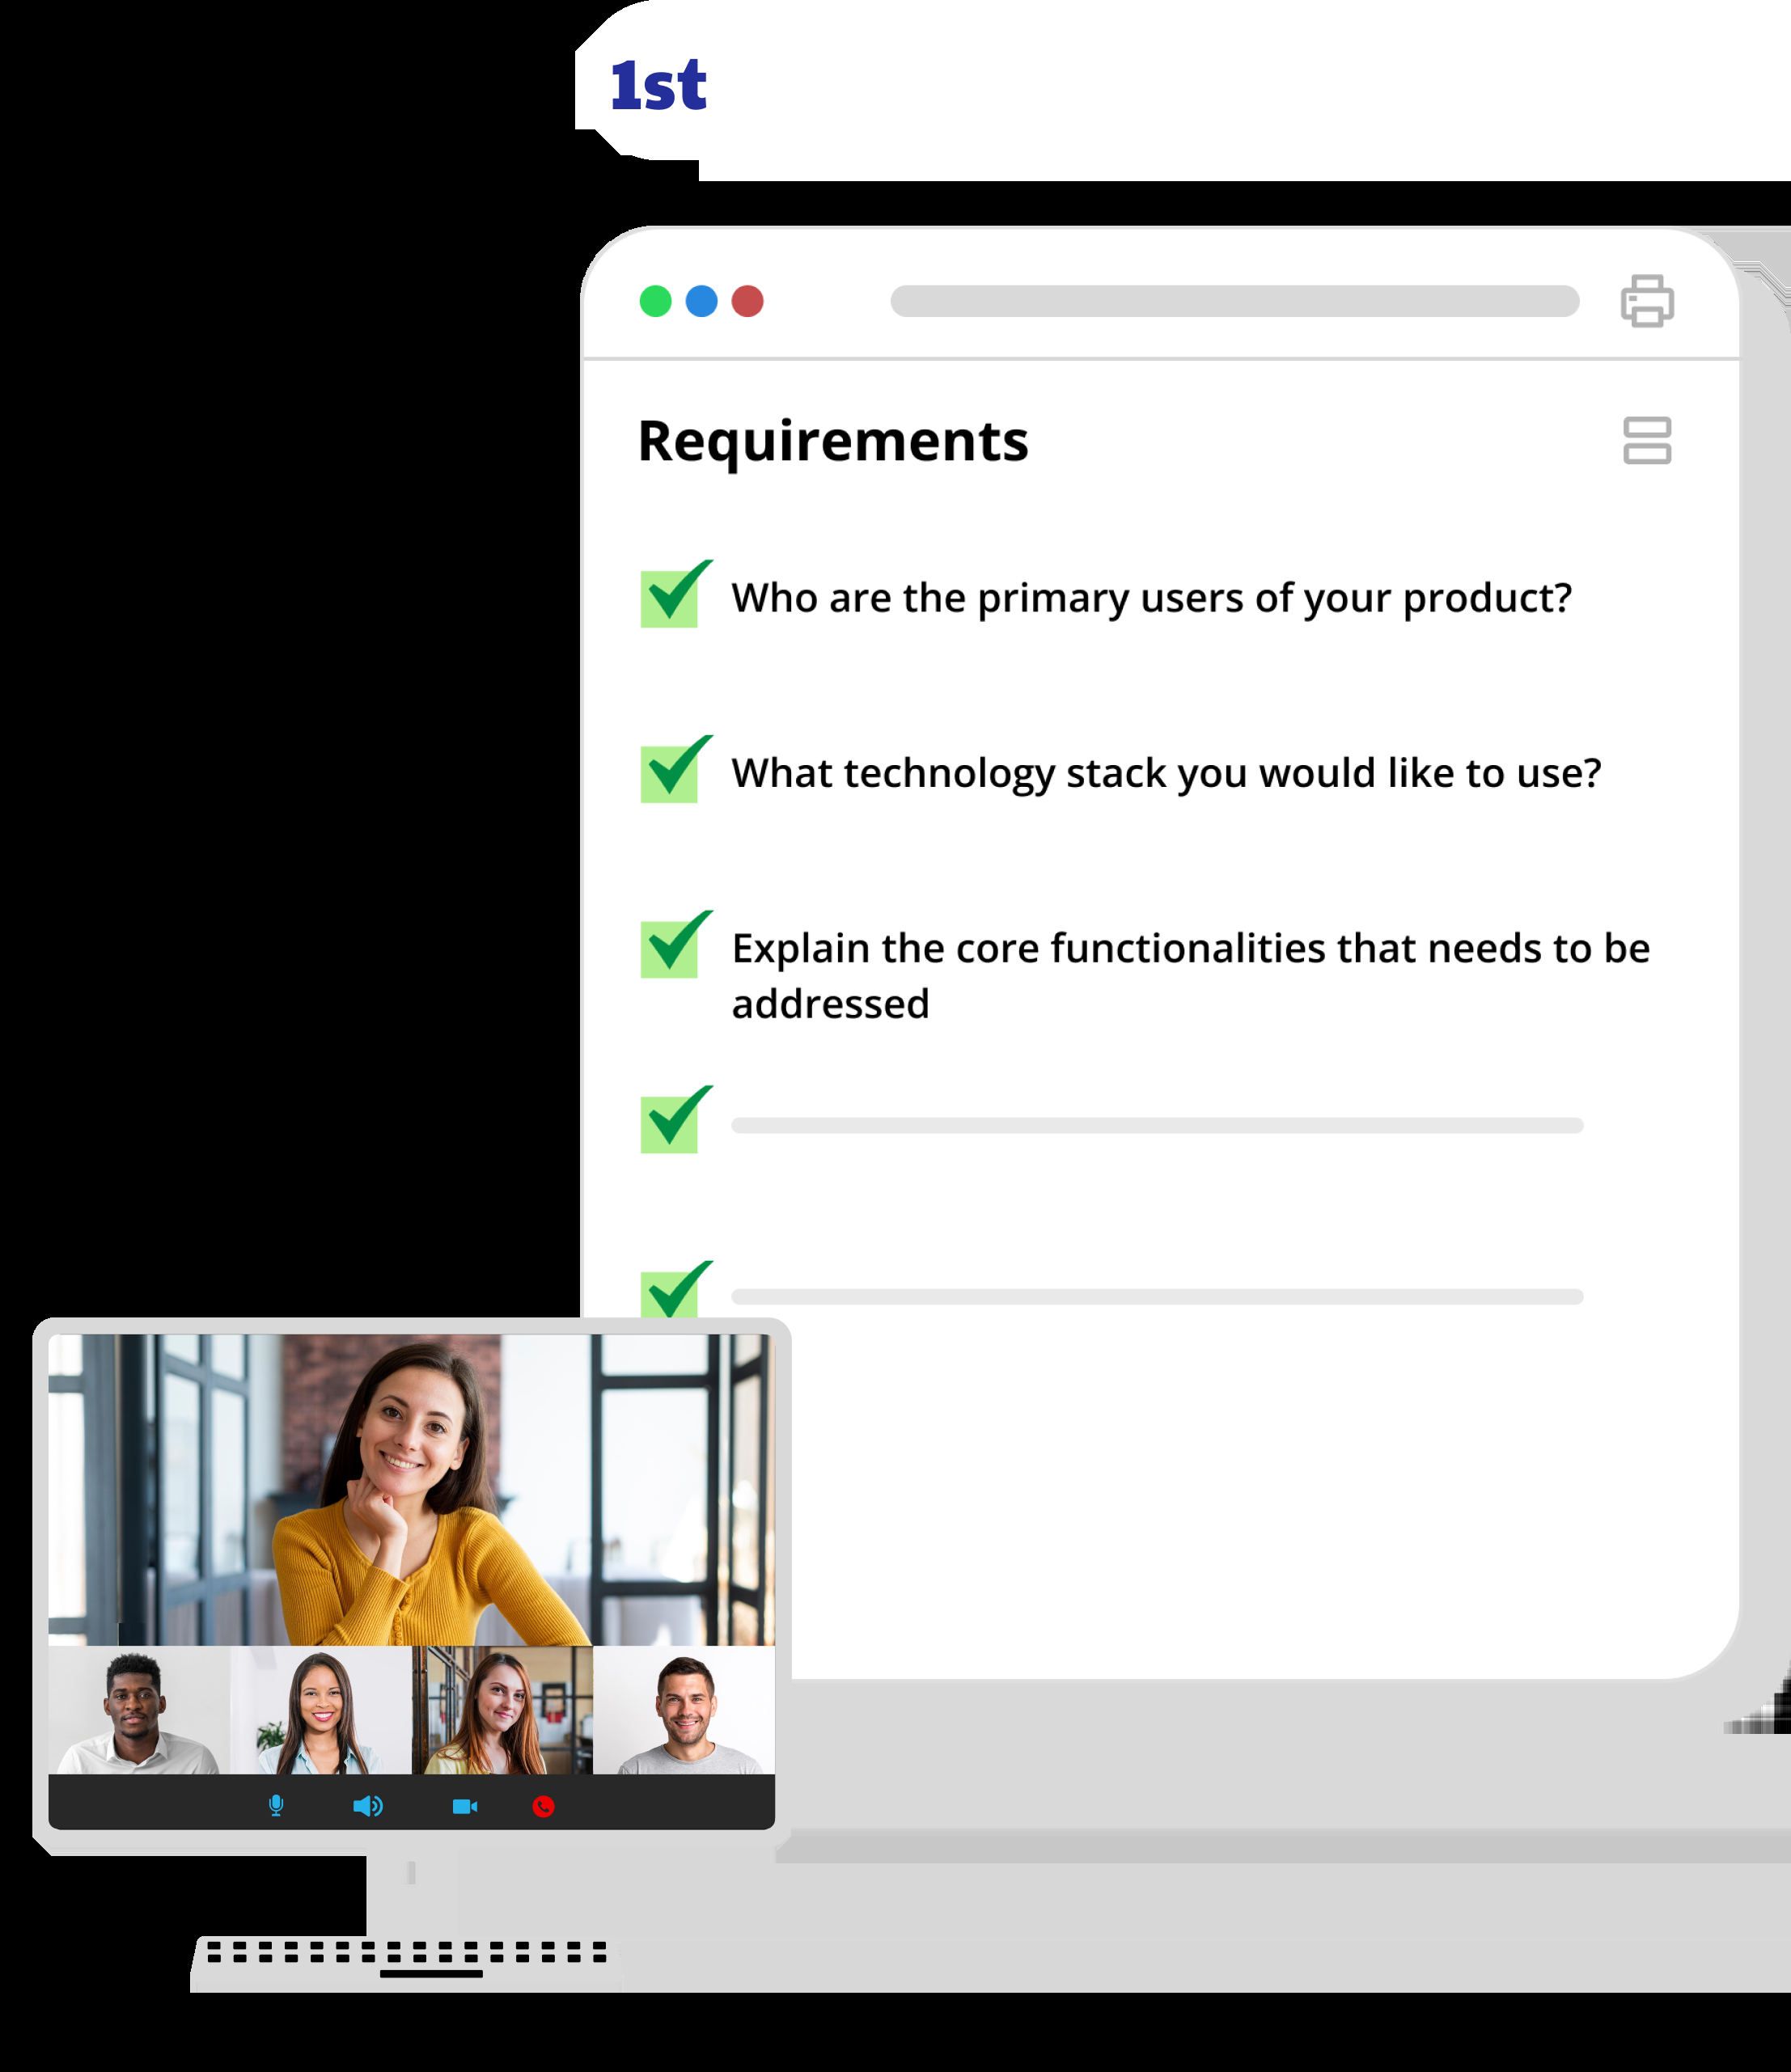 1st
Requirements
Who are the primary users of your product?
What technology stack you would like to use?
Explain the core functionalities that needs to be
addressed